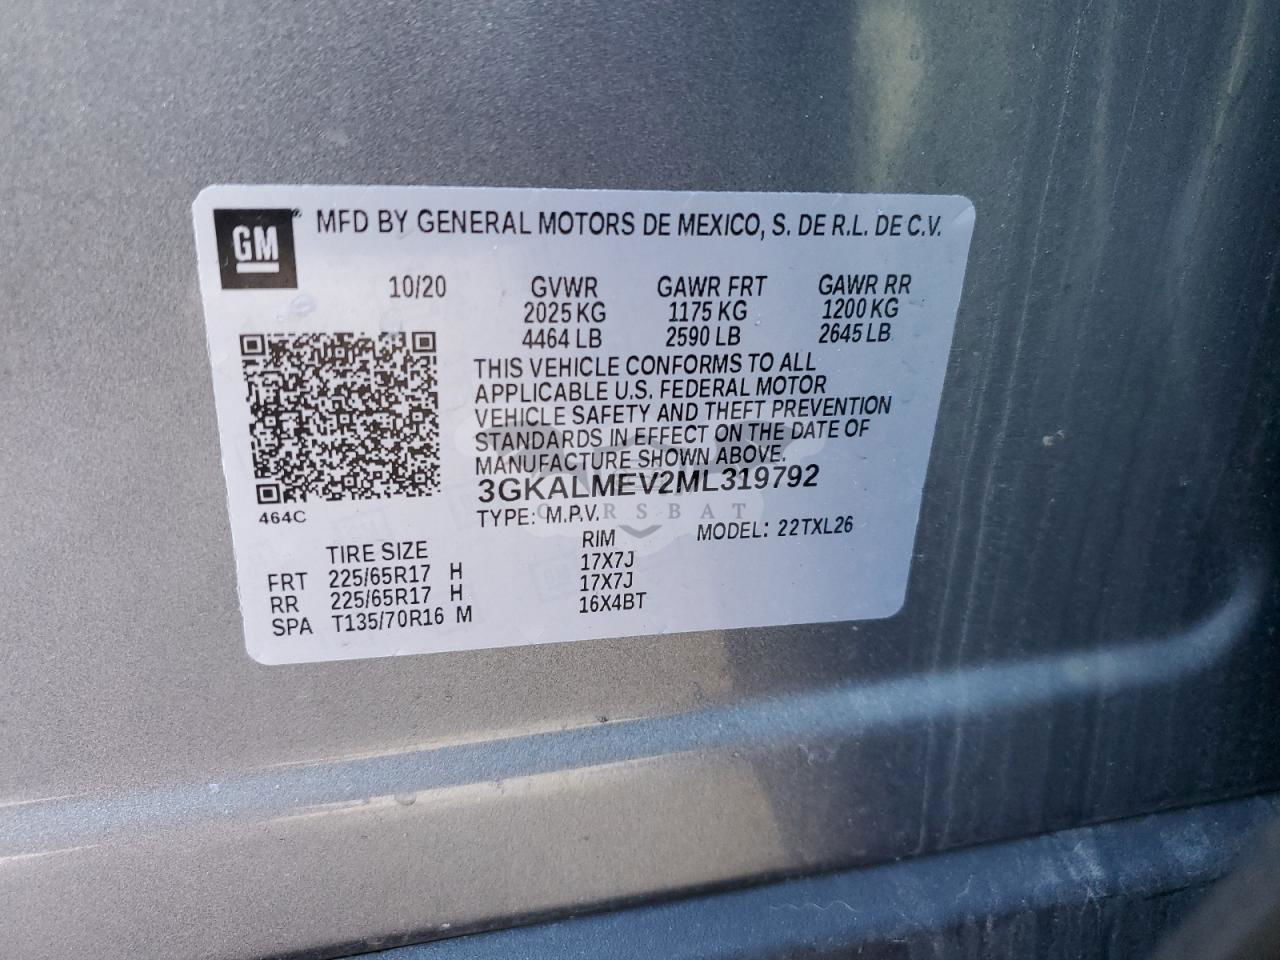 GM
MFD BY GENERAL MOTORS DE MEXICO, S. DE R.L. DE C.V.
10/20 GVWR GAWR FRT GAWR RR
2025 KG 1175 KG 1200 KG
4464 LB 2590 LB 2645 LB
THIS VEHICLE CONFORMS TO ALL
APPLICABLE U.S. FEDERAL MOTOR
VEHICLE SAFETY AND THEFT PREVENTION
STANDARDS IN EFFECT ON THE DATE OF
MANUFACTURE SHOWN ABOVE.
3GKALMEV2ML319792
464C
TYPE: M.P.V. MODEL: 22TXL26
TIRE SIZE RIM
FRT 225/65R17 H 17X7J
RR 225/65R17 H 17X7J
SPA T135/70R16 M 16X4BT